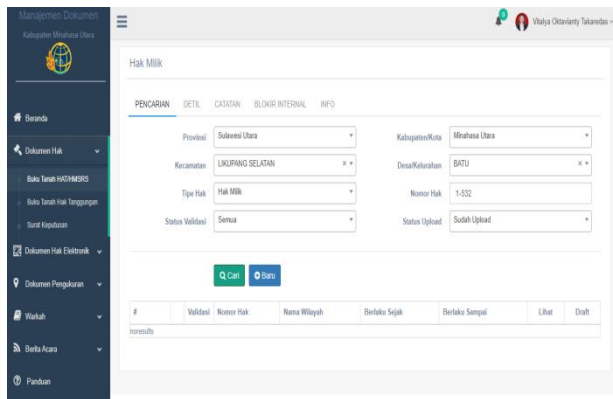 Manajemen Dokumen
Kabupaten Minahasa Utara
Vitalya Oktavianty Takaredas
Hak Milik
Beranda
Dokumen Hak
Buku Tanah HAT/HMSRS
Buku Tanah Hak Tanggungan
Surat Keputusan
Dokumen Hak Elektronik
Dokumen Pengukuran
Warkah
Berita Acara
Panduan
PENCARIAN DETIL CATATAN BLOKIR INTERNAL INFO
Provinsi Sulawesi Utara Kabupaten/Kota Minahasa Utara
Kecamatan LIKUPANG SELATAN x Desa/Kelurahan BATU x
Tipe Hak Hak Milik Nomor Hak 1-532
Status Validasi Semua Status Upload Sudah Upload
Cari Baru
# Validasi Nomor Hak Nama Wilayah Berlaku Sejak Berlaku Sampai Lihat Draft
noresults